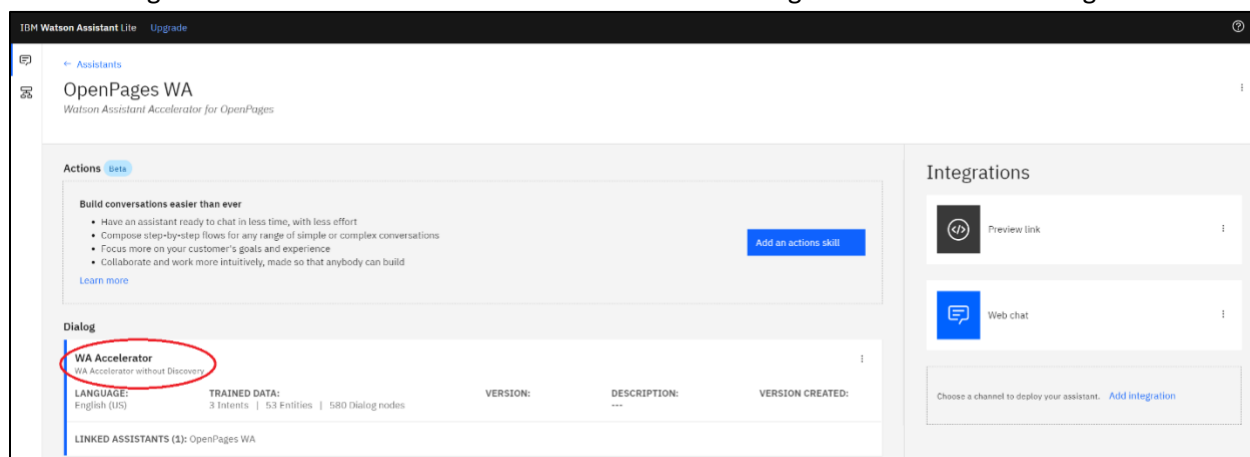 IBM Watson Assistant Lite Upgrade
← Assistants
OpenPages WA
Watson Assistant Accelerator for OpenPages
Actions Beta
Build conversations easier than ever
• Have an assistant ready to chat in less time, with less effort
• Compose step-by-step flows for any range of simple or complex conversations
• Focus more on your customer's goals and experience
• Collaborate and work more intuitively, made so that anybody can build
Learn more
Add an actions skill
Dialog
WA Accelerator
WA Accelerator without Discovery
LANGUAGE: TRAINED DATA: VERSION: DESCRIPTION: VERSION CREATED:
English (US) 3 Intents | 53 Entities | 580 Dialog nodes ---
LINKED ASSISTANTS (1): OpenPages WA
Integrations
Preview link
Web chat
Choose a channel to deploy your assistant. Add integration